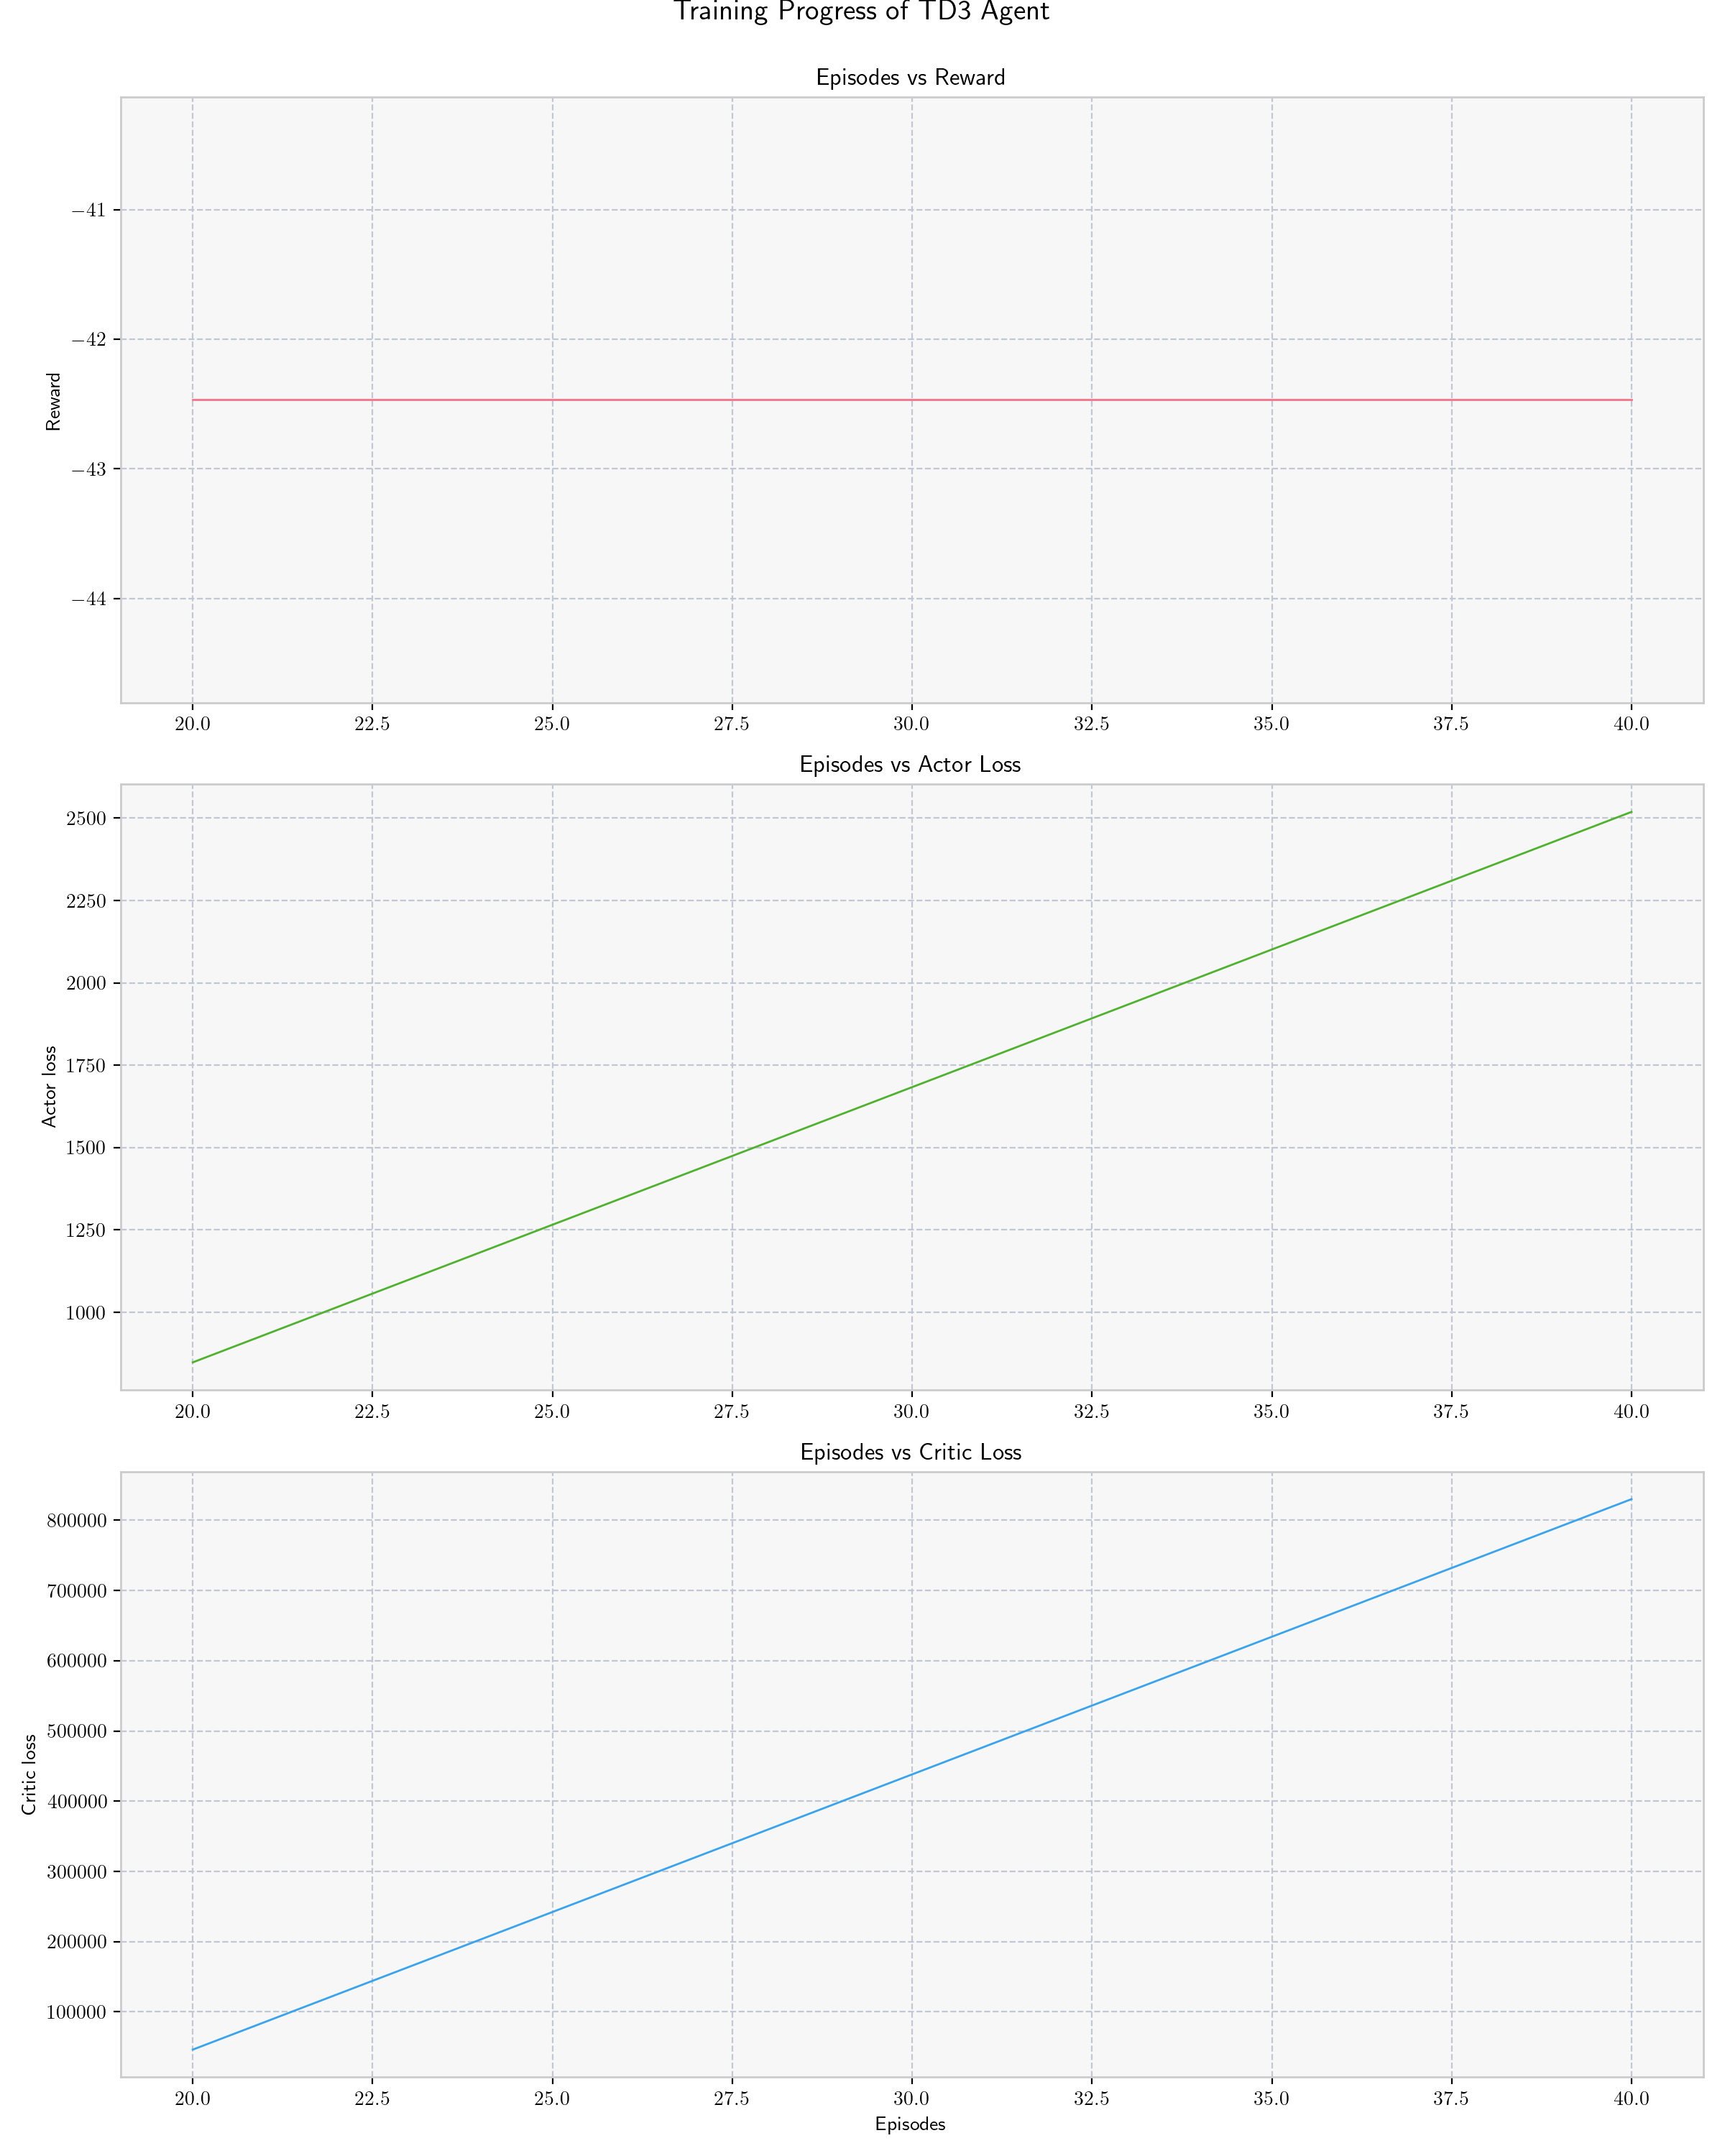 Training Progress of TD3 Agent
Episodes vs Reward
Reward
−41
−42
−43
−44
20.0 22.5 25.0 27.5 30.0 32.5 35.0 37.5 40.0
Episodes vs Actor Loss
Actor loss
2500
2250
2000
1750
1500
1250
1000
20.0 22.5 25.0 27.5 30.0 32.5 35.0 37.5 40.0
Episodes vs Critic Loss
Critic loss
800000
700000
600000
500000
400000
300000
200000
100000
20.0 22.5 25.0 27.5 30.0 32.5 35.0 37.5 40.0
Episodes